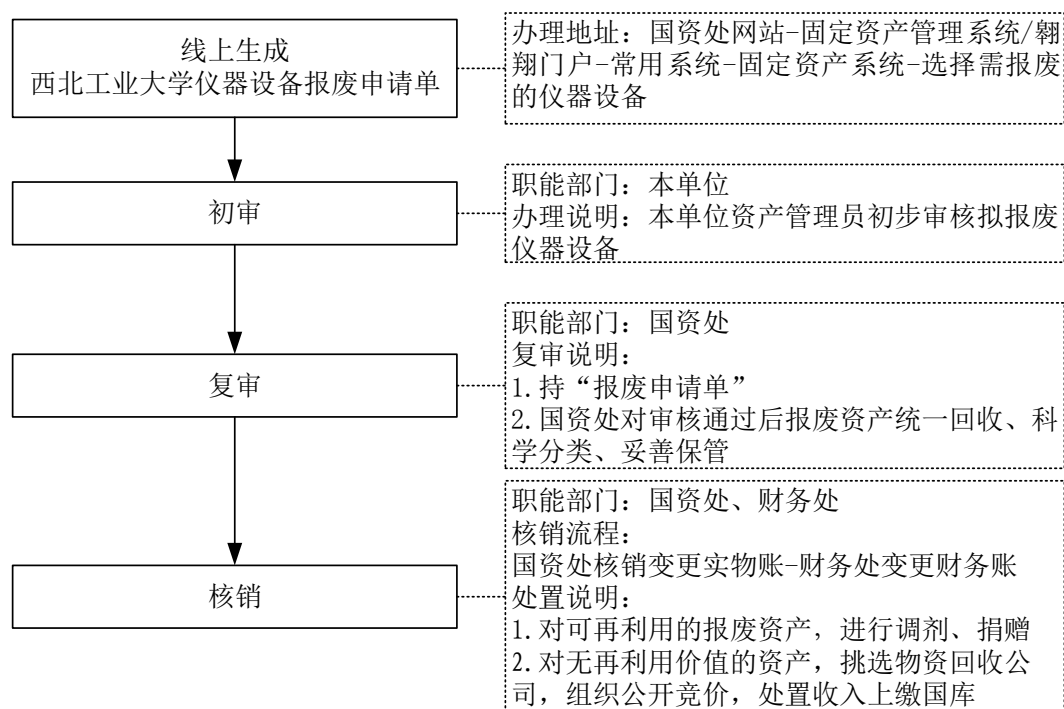 线上生成
西北工业大学仪器设备报废申请单
办理地址：国资处网站-固定资产管理系统/翱
翔门户-常用系统-固定资产系统-选择需报废
的仪器设备
初审
职能部门：本单位
办理说明：本单位资产管理员初步审核拟报废
仪器设备
复审
职能部门：国资处
复审说明：
1.持“报废申请单”
2.国资处对审核通过后报废资产统一回收、科
学分类、妥善保管
核销
职能部门：国资处、财务处
核销流程：
国资处核销变更实物账-财务处变更财务账
处置说明：
1.对可再利用的报废资产，进行调剂、捐赠
2.对无再利用价值的资产，挑选物资回收公
司，组织公开竞价，处置收入上缴国库